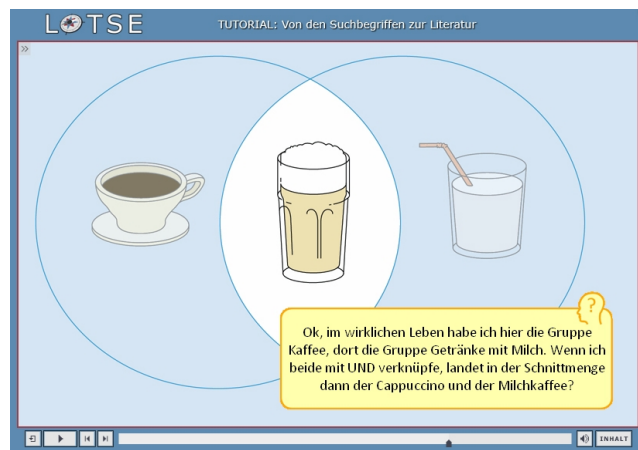 LOTSE
TUTORIAL: Von den Suchbegriffen zur Literatur
?
Ok, im wirklichen Leben habe ich hier die Gruppe
Kaffee, dort die Gruppe Getränke mit Milch. Wenn ich
beide mit UND verknüpfe, landet in der Schnittmenge
dann der Cappuccino und der Milchkaffee?
INHALT